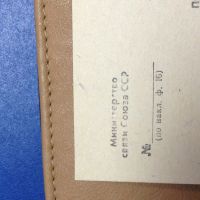 Министерство
связи Союза ССР
№
(по накл. ф. 16)